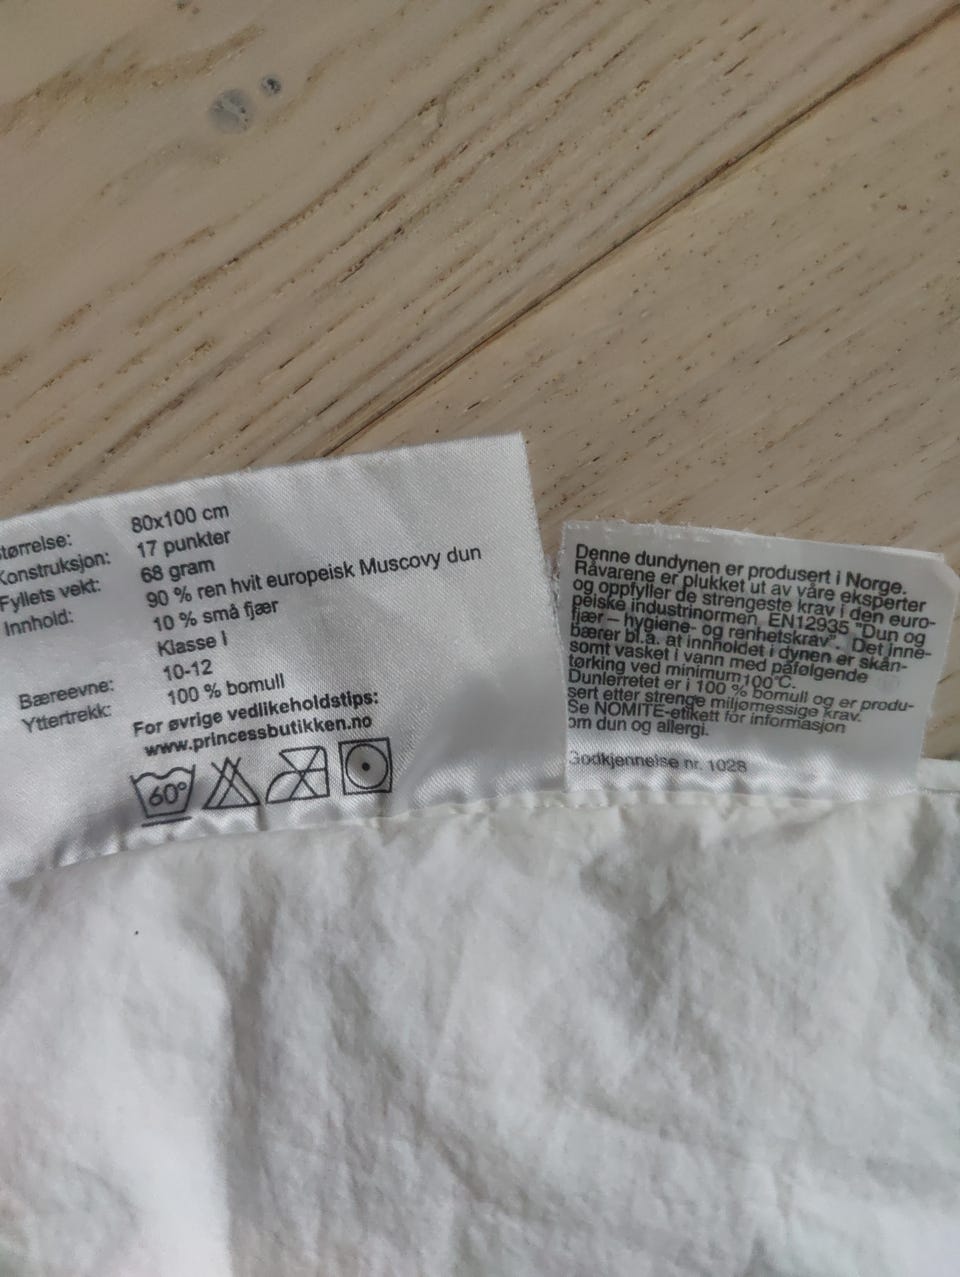 Størrelse: 80x100 cm
Konstruksjon: 17 punkter
Fyllets vekt: 68 gram
Innhold: 90 % ren hvit europeisk Muscovy dun
10 % små fjær
Klasse I
Bæreevne: 10-12
Yttertrekk: 100 % bomull
For øvrige vedlikeholdstips:
www.princessbutikken.no
60°
Denne dundynen er produsert i Norge.
Råvarene er plukket ut av våre eksperter
og oppfyller de strengeste krav i den euro-
peiske industrinormen, EN12935 "Dun og
fjær – hygiene- og renhetskrav". Det inne-
bærer bl.a. at innholdet i dynen er skån-
somt vasket i vann med påfølgende
tørking ved minimum 100°C.
Dunlerretet er i 100 % bomull og er produ-
sert etter strenge miljømessige krav.
Se NOMITE-etikett for informasjon
om dun og allergi.
Godkjennelse nr. 1028